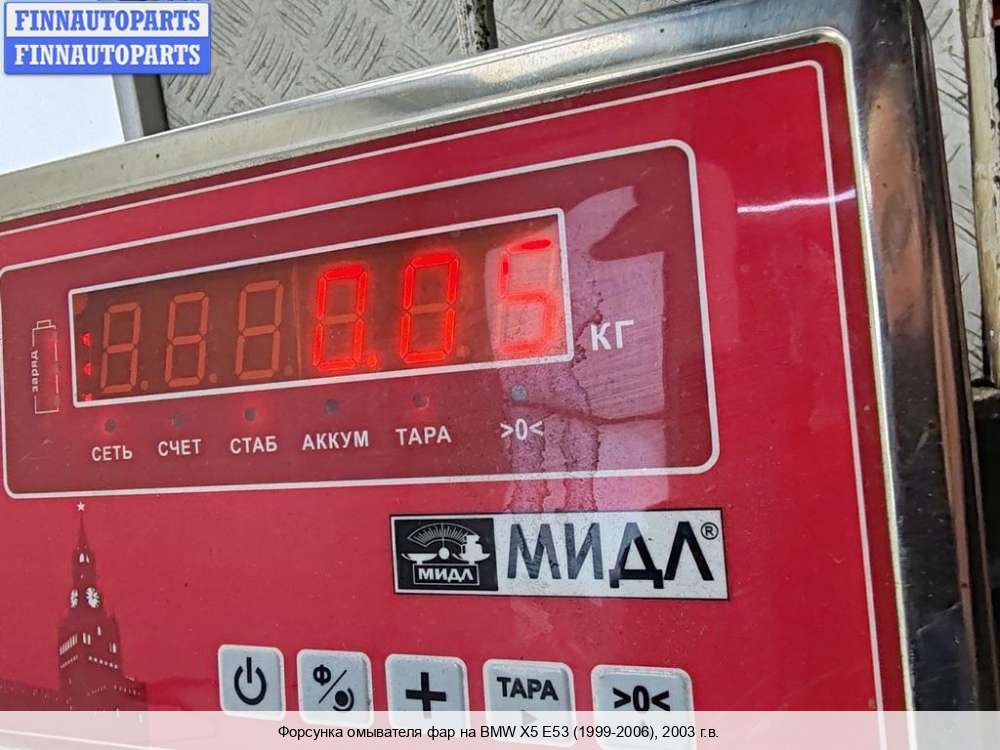 FINNAUTOPARTS
FINNAUTOPARTS
0.05
КГ
заряд
СЕТЬ СЧЕТ СТАБ АККУМ ТАРА >0<
МИДЛ МИДЛ®
Ф/
+ ТАРА >0<
Форсунка омывателя фар на BMW X5 E53 (1999-2006), 2003 г.в.